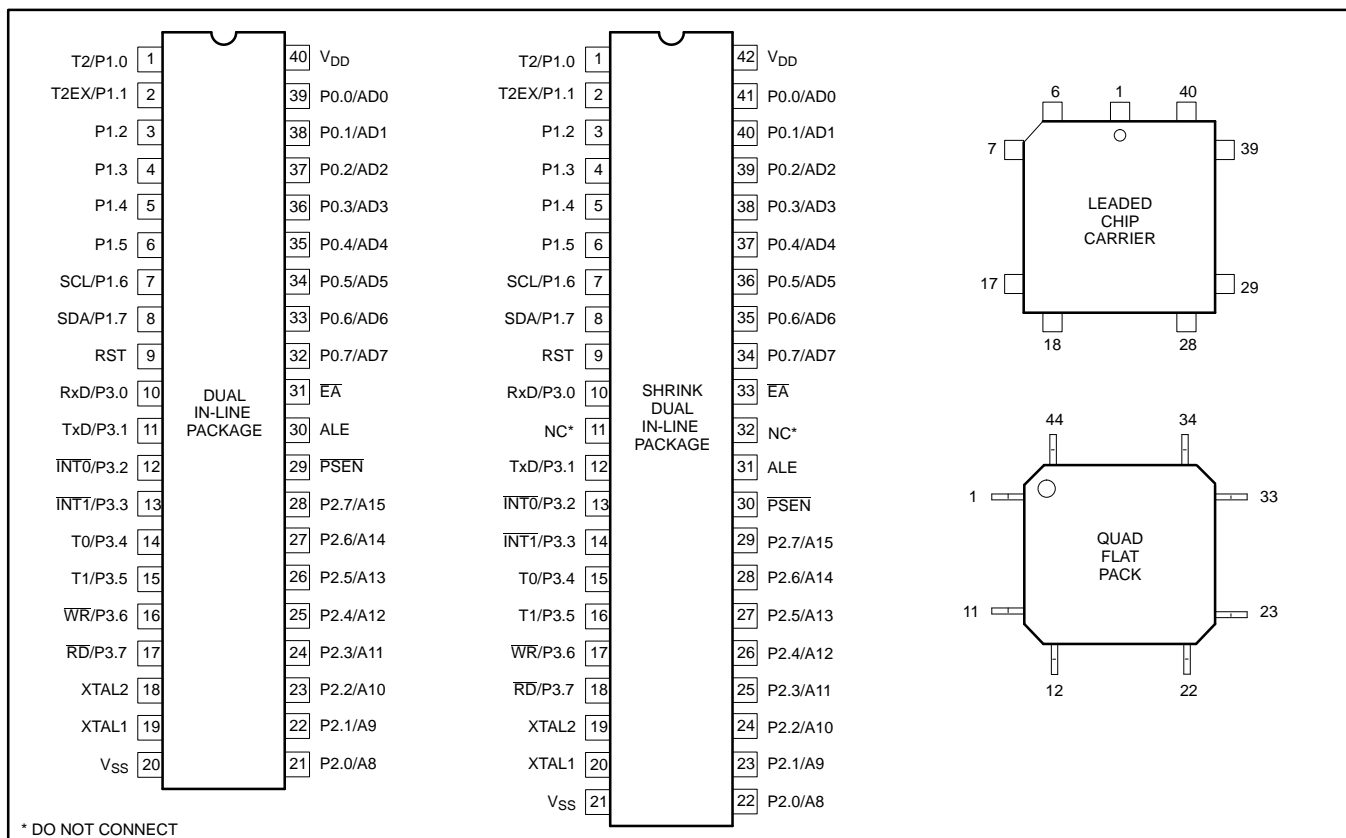 T2/P1.0 1 40 VDD
T2EX/P1.1 2 39 P0.0/AD0
P1.2 3 38 P0.1/AD1
P1.3 4 37 P0.2/AD2
P1.4 5 36 P0.3/AD3
P1.5 6 35 P0.4/AD4
SCL/P1.6 7 34 P0.5/AD5
SDA/P1.7 8 33 P0.6/AD6
RST 9 32 P0.7/AD7
RxD/P3.0 10 31 EA
TxD/P3.1 11 30 ALE
INT0/P3.2 12 29 PSEN
INT1/P3.3 13 28 P2.7/A15
T0/P3.4 14 27 P2.6/A14
T1/P3.5 15 26 P2.5/A13
WR/P3.6 16 25 P2.4/A12
RD/P3.7 17 24 P2.3/A11
XTAL2 18 23 P2.2/A10
XTAL1 19 22 P2.1/A9
VSS 20 21 P2.0/A8
DUAL
IN-LINE
PACKAGE
T2/P1.0 1 42 VDD
T2EX/P1.1 2 41 P0.0/AD0
P1.2 3 40 P0.1/AD1
P1.3 4 39 P0.2/AD2
P1.4 5 38 P0.3/AD3
P1.5 6 37 P0.4/AD4
SCL/P1.6 7 36 P0.5/AD5
SDA/P1.7 8 35 P0.6/AD6
RST 9 34 P0.7/AD7
RxD/P3.0 10 33 EA
NC* 11 32 NC*
TxD/P3.1 12 31 ALE
INT0/P3.2 13 30 PSEN
INT1/P3.3 14 29 P2.7/A15
T0/P3.4 15 28 P2.6/A14
T1/P3.5 16 27 P2.5/A13
WR/P3.6 17 26 P2.4/A12
RD/P3.7 18 25 P2.3/A11
XTAL2 19 24 P2.2/A10
XTAL1 20 23 P2.1/A9
VSS 21 22 P2.0/A8
SHRINK
DUAL
IN-LINE
PACKAGE
6 1 40
7 39
LEADED
CHIP
CARRIER
17 29
18 28
44 34
1 33
QUAD
FLAT
PACK
11 23
12 22
* DO NOT CONNECT